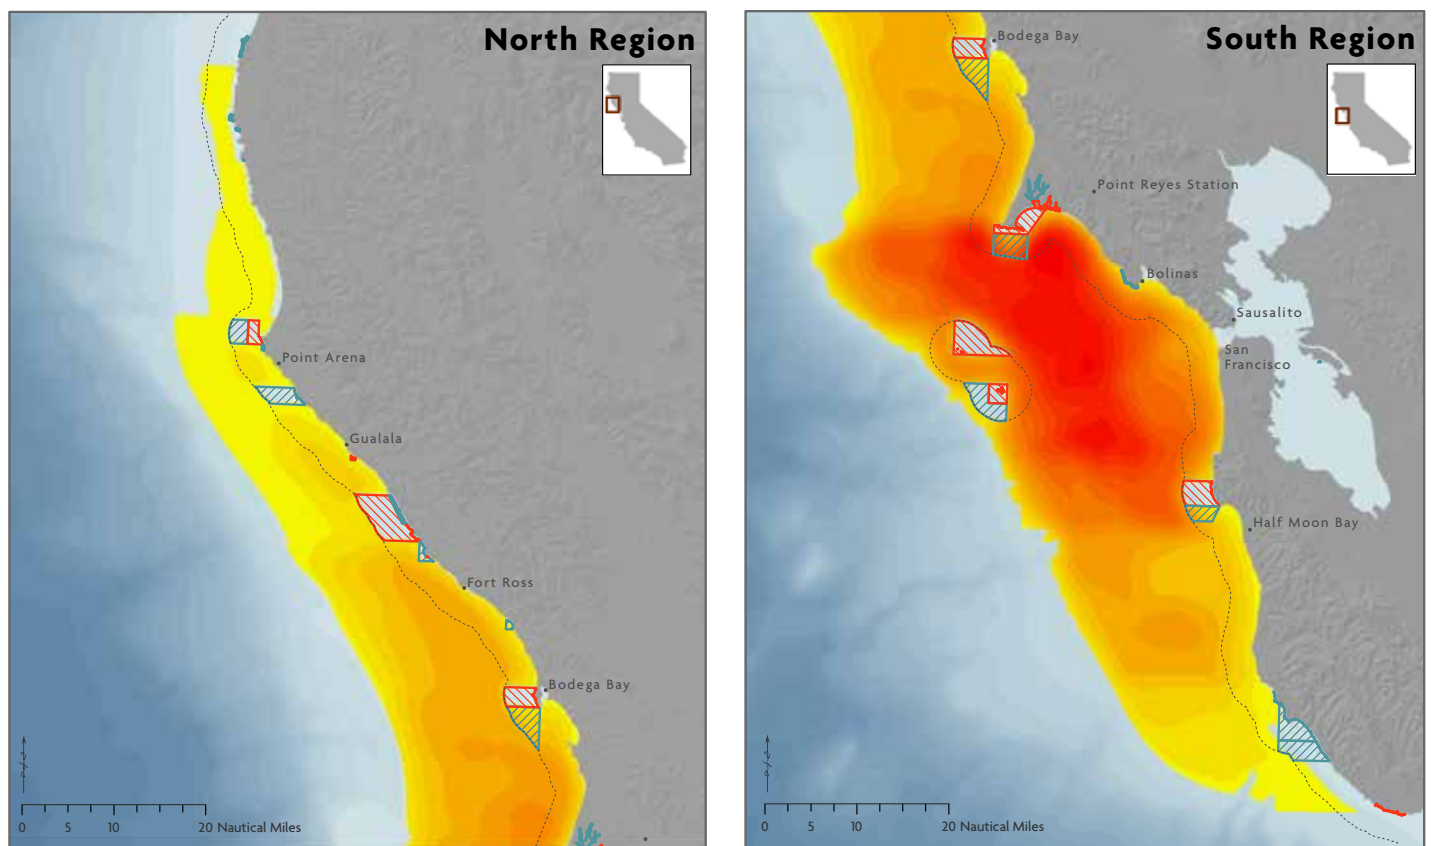 North Region
Point Arena
Gualala
Fort Ross
Bodega Bay
0 5 10 20 Nautical Miles
South Region
Bodega Bay
Point Reyes Station
Bolinas
Sausalito
San
Francisco
Half Moon Bay
0 5 10 20 Nautical Miles